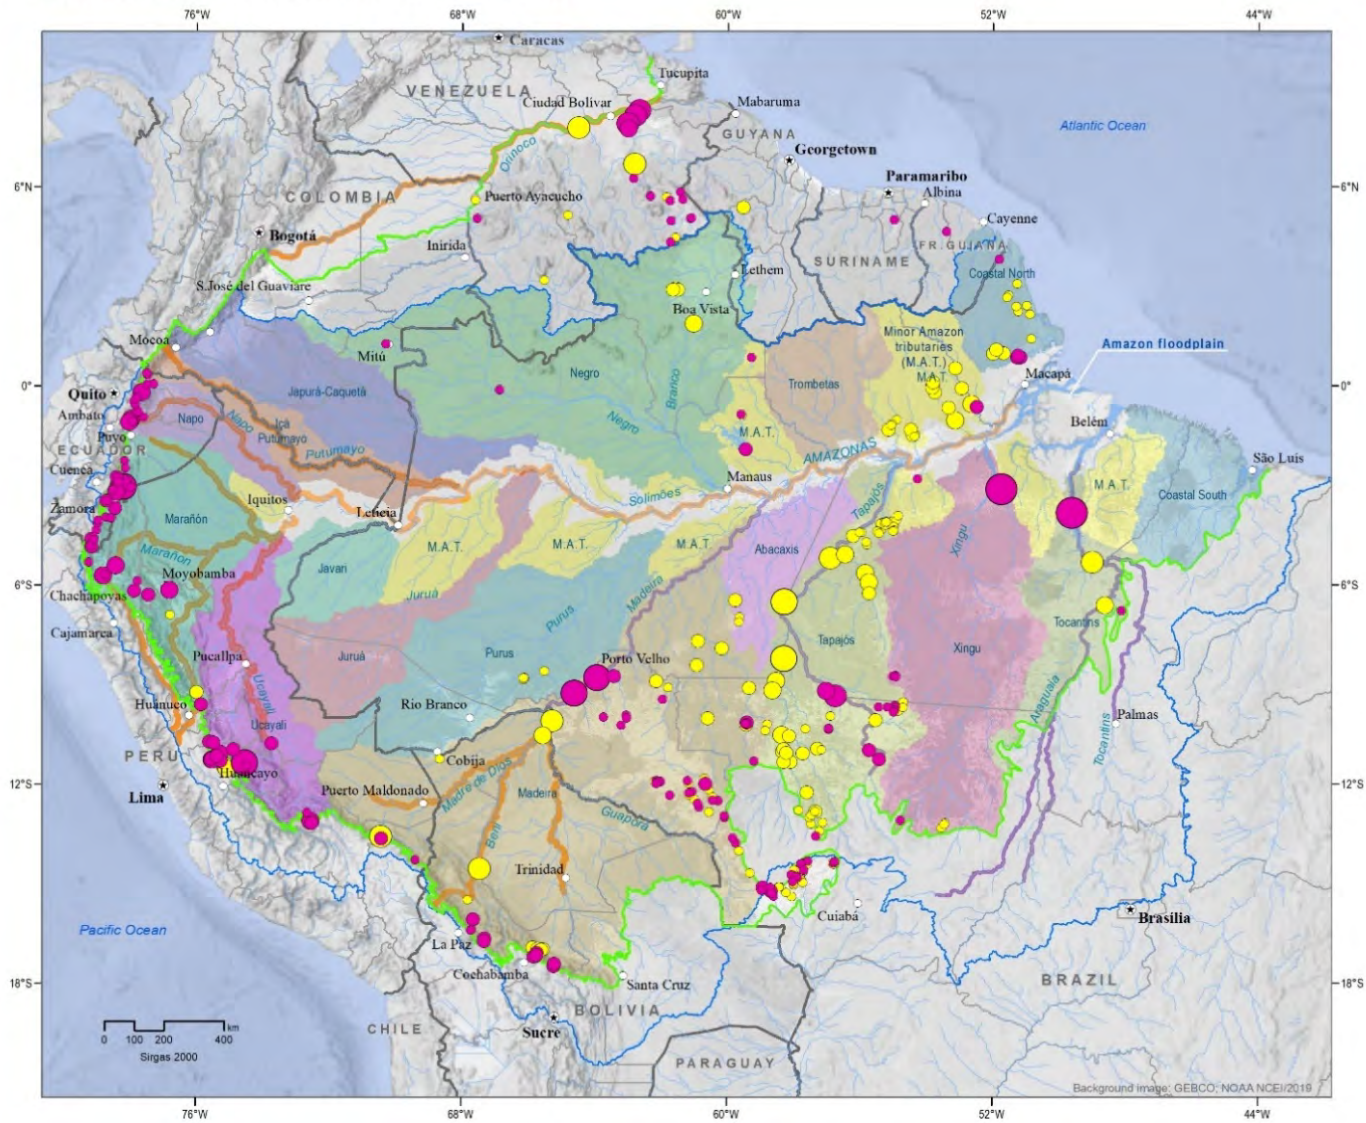 76°W
68°W
60°W
52°W
44°W
Caracas
Tucupita
VENEZUELA
Ciudad Bolívar
Mabaruma
Atlantic Ocean
GUYANA
Georgetown
Orinoco
6°N
6°N
COLOMBIA
Puerto Ayacucho
Paramaribo
Albina
Cayenne
Bogotá
Inirida
FR. GUIANA
SURINAME
Lethem
Coastal North
S.José del Guaviare
Boa Vista
Mocoa
Mitú
Minor Amazon
tributaries
(M.A.T.)
M.A.T.
Amazon floodplain
Negro
Branco
Trombetas
Macapá
0°
0°
Quito
Japurá-Caquetá
Ambato
Napo
Napo
Içá
Putumayo
Negro
M.A.T.
Belém
Puyo
ECUADOR
Putumayo
AMAZONAS
Cuenca
Manaus
São Luis
Zamora
Iquitos
Leticia
Solimões
Tapajós
M.A.T.
Coastal South
Marañón
Marañon
M.A.T.
M.A.T.
M.A.T.
Abacaxis
Xingu
Moyobamba
Javari
6°S
6°S
Chachapoyas
Juruá
Madeira
Cajamarca
Purus
Tocantins
Pucallpa
Juruá
Purus
Porto Velho
Tapajós
Xingu
Ucayali
Huánuco
Ucayali
Rio Branco
Araguaia
Palmas
Tocantins
PERU
Huancayo
Cobija
12°S
12°S
Lima
Puerto Maldonado
Madre de Dios
Madeira
Guaporá
Beni
Trinidad
Cuiabá
Brasília
Pacific Ocean
La Paz
Cochabamba
Santa Cruz
18°S
18°S
BOLIVIA
BRAZIL
Sucre
CHILE
km
0 100 200 400
Sirgas 2000
PARAGUAY
Background image: GEBCO; NOAA NCEI/2019
76°W
68°W
60°W
52°W
44°W